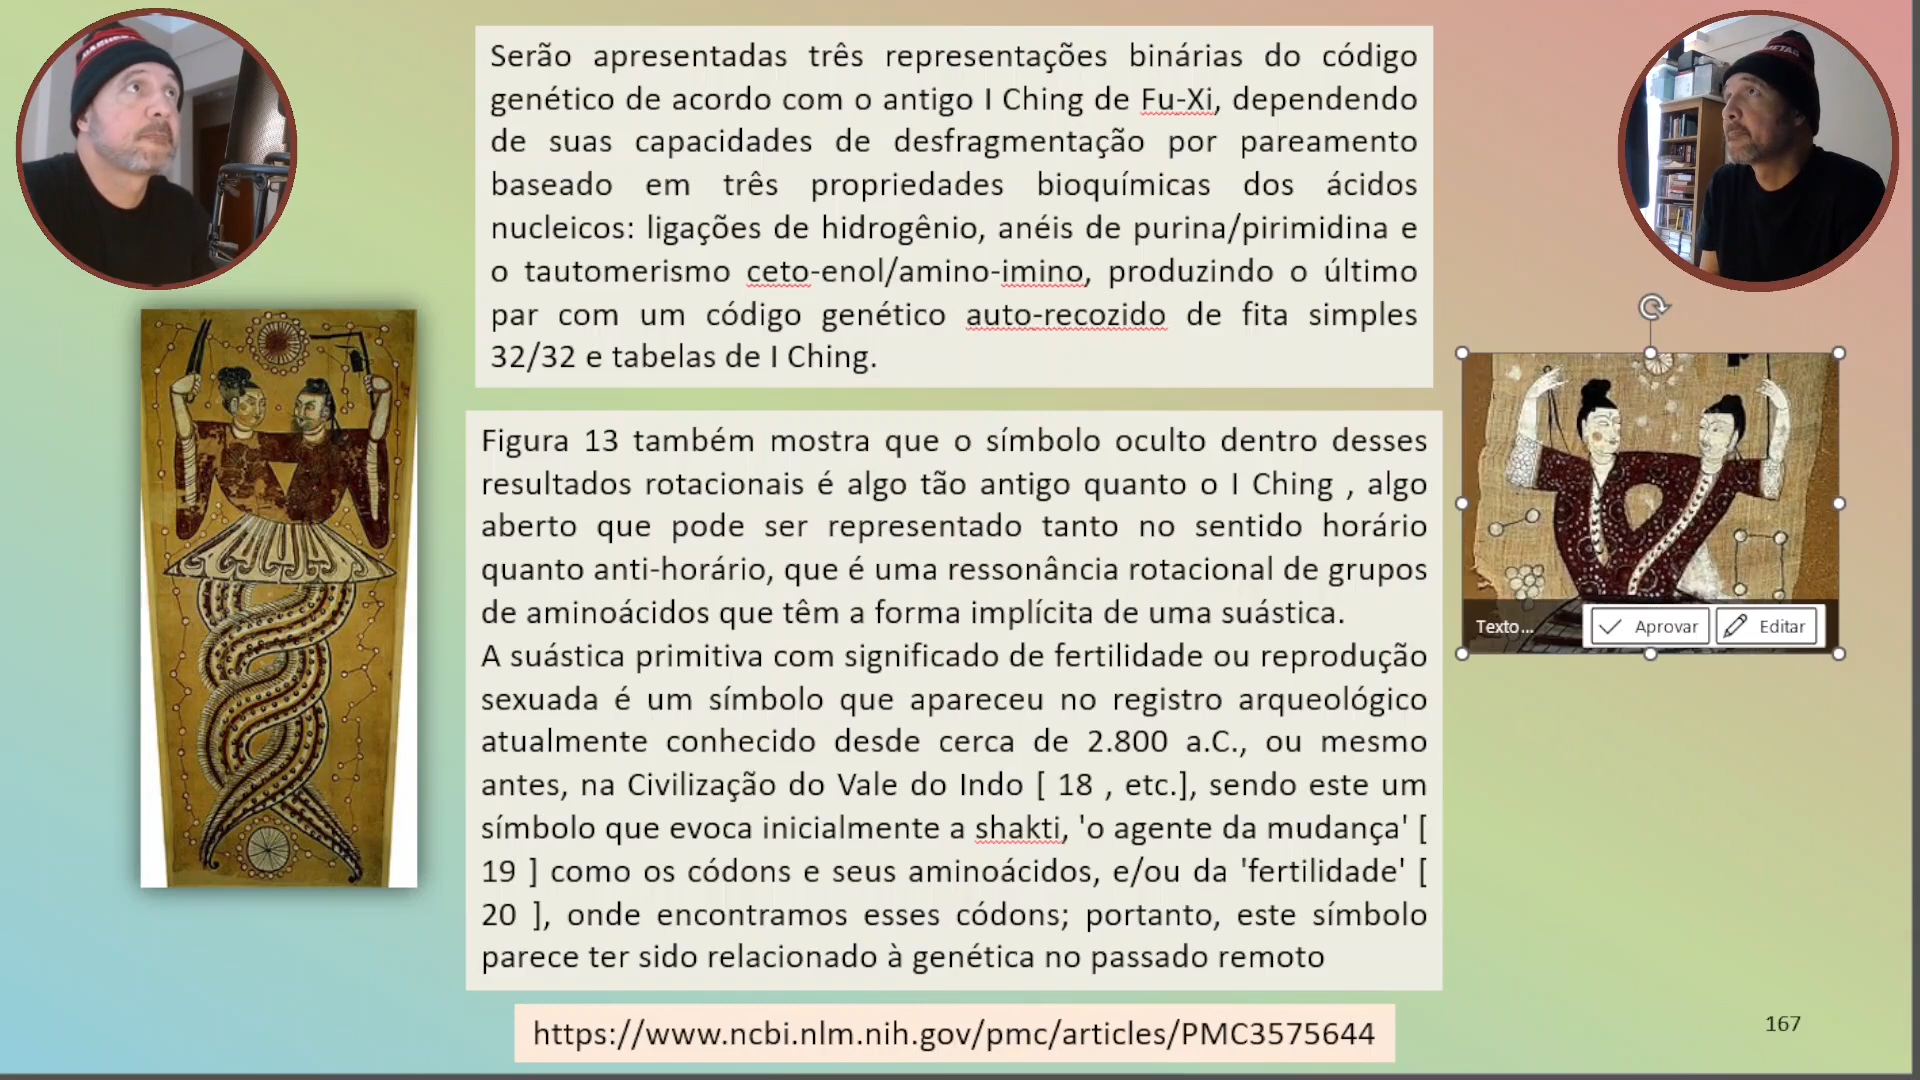 Serão apresentadas três representações binárias do código
genético de acordo com o antigo I Ching de Fu-Xi, dependendo
de suas capacidades de desfragmentação por pareamento
baseado em três propriedades bioquímicas dos ácidos
nucleicos: ligações de hidrogênio, anéis de purina/pirimidina e
o tautomerismo ceto-enol/amino-imino, produzindo o último
par com um código genético auto-recozido de fita simples
32/32 e tabelas de I Ching.
Figura 13 também mostra que o símbolo oculto dentro desses
resultados rotacionais é algo tão antigo quanto o I Ching , algo
aberto que pode ser representado tanto no sentido horário
quanto anti-horário, que é uma ressonância rotacional de grupos
de aminoácidos que têm a forma implícita de uma suástica.
A suástica primitiva com significado de fertilidade ou reprodução
sexuada é um símbolo que apareceu no registro arqueológico
atualmente conhecido desde cerca de 2.800 a.C., ou mesmo
antes, na Civilização do Vale do Indo [ 18 , etc.], sendo este um
símbolo que evoca inicialmente a shakti, 'o agente da mudança' [
19 ] como os códons e seus aminoácidos, e/ou da 'fertilidade' [
20 ], onde encontramos esses códons; portanto, este símbolo
parece ter sido relacionado à genética no passado remoto
Texto...
Aprovar
Editar
https://www.ncbi.nlm.nih.gov/pmc/articles/PMC3575644
167